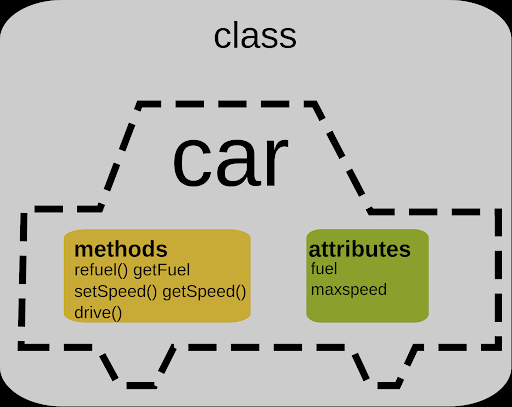 class
car
methods
refuel() getFuel
setSpeed() getSpeed()
drive()
attributes
fuel
maxspeed